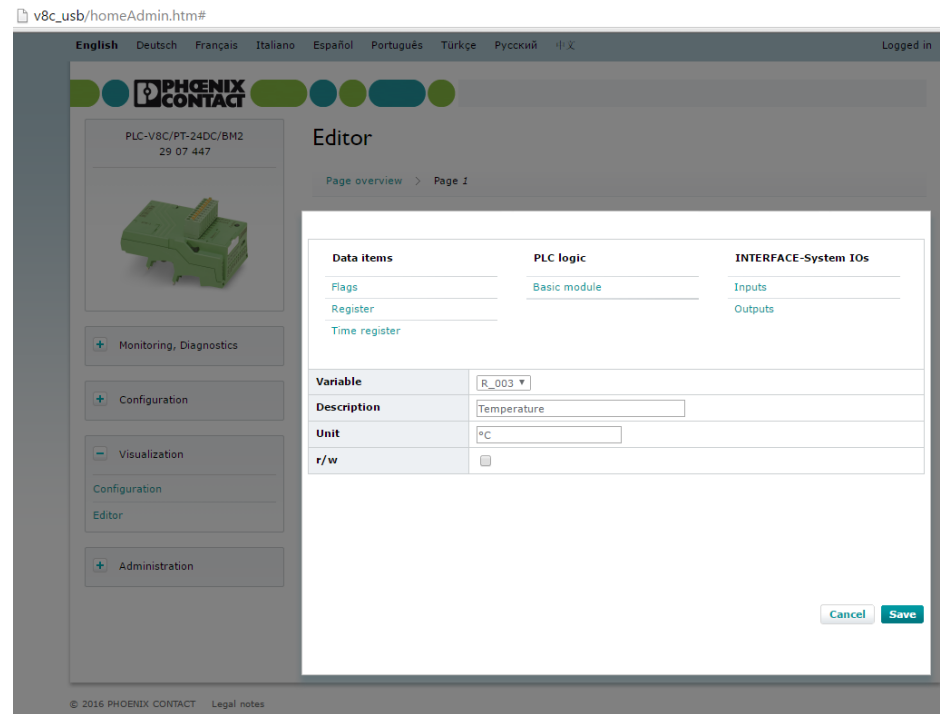 v8c_usb/homeAdmin.htm#
English Deutsch Français Italiano Español Português Türkçe Русский 中文 Logged in
PHŒNIX
CONTACT
PLC-V8C/PT-24DC/BM2
29 07 447
Editor
Page overview > Page 1
Data items PLC logic INTERFACE-System IOs
Flags Basic module Inputs
Register Outputs
Time register
Monitoring, Diagnostics
Configuration
Visualization
Configuration
Editor
Administration
Variable R_003
Description Temperature
Unit °C
r/w
Cancel Save
© 2016 PHOENIX CONTACT Legal notes